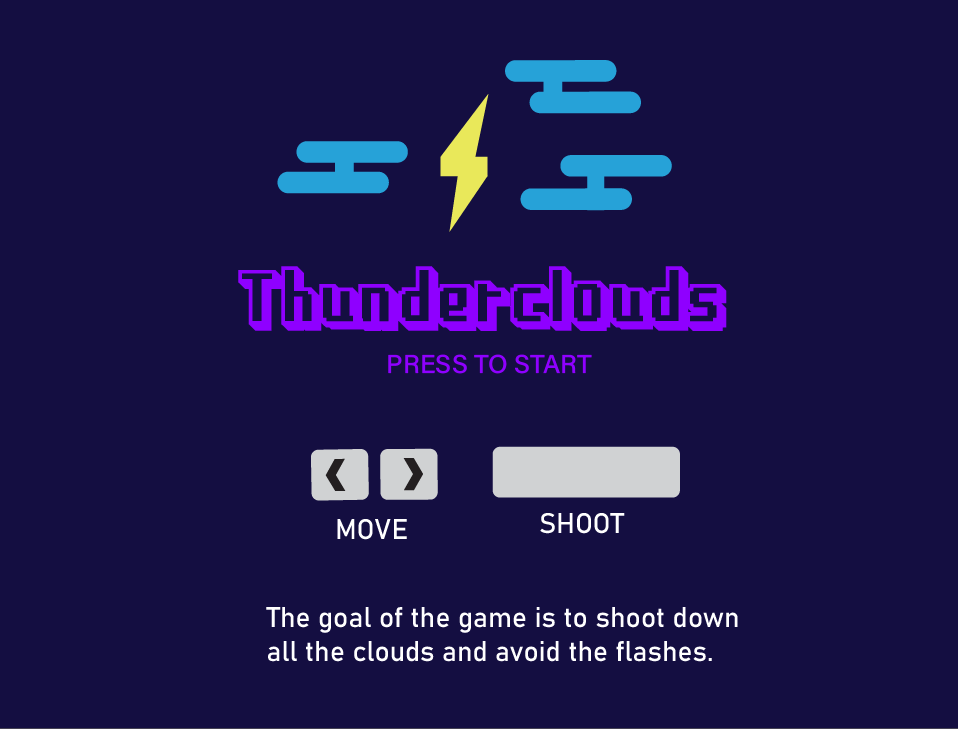 Thunderclouds
PRESS TO START
MOVE
SHOOT
The goal of the game is to shoot down
all the clouds and avoid the flashes.